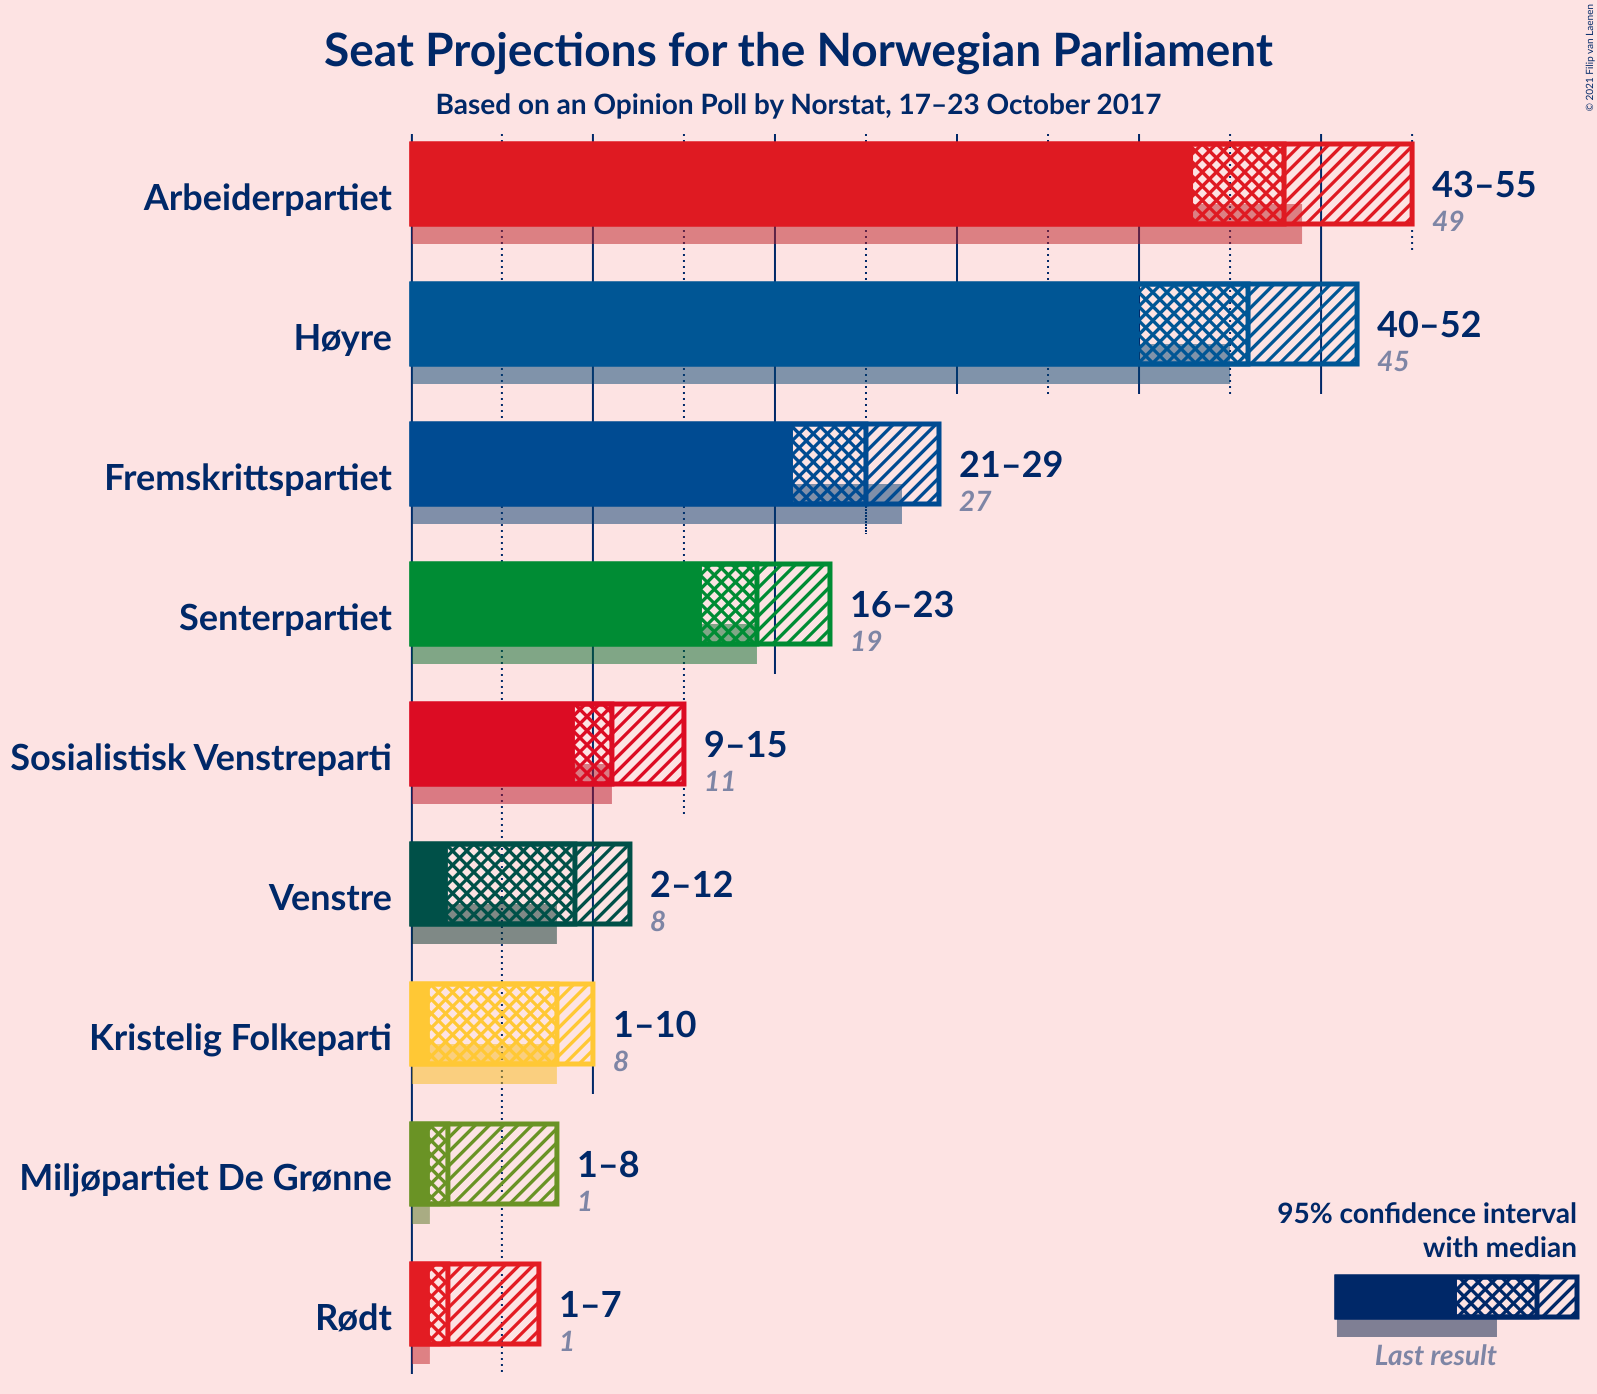 Seat Projections for the Norwegian Parliament
Based on an Opinion Poll by Norstat, 17–23 October 2017
© 2021 Filip van Laenen
Arbeiderpartiet
43–55
49
Høyre
40–52
45
Fremskrittspartiet
21–29
27
Senterpartiet
16–23
19
Sosialistisk Venstreparti
9–15
11
Venstre
2–12
8
Kristelig Folkeparti
1–10
8
Miljøpartiet De Grønne
1–8
1
Rødt
1–7
1
95% confidence interval
with median
Last result